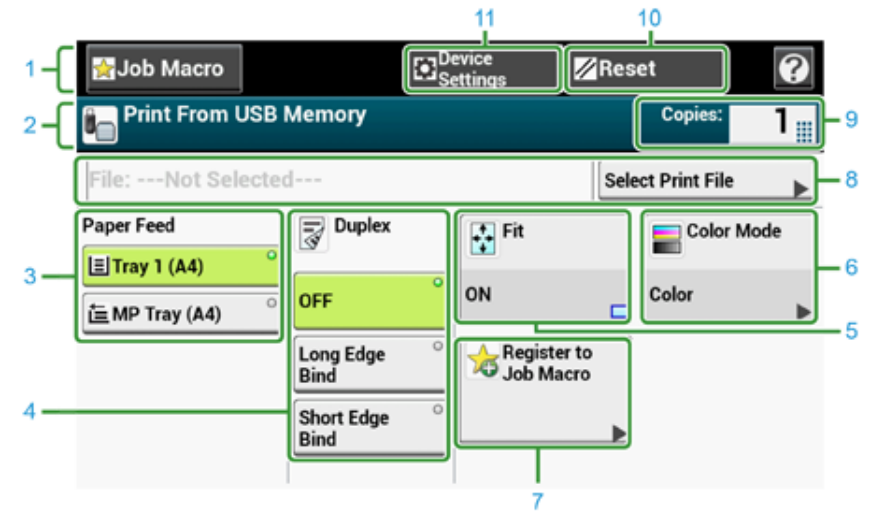 11
10
1
Job Macro
Device
Settings
Reset
?
2
Print From USB Memory
Copies:
1
9
File: ---Not Selected---
Select Print File
8
Paper Feed
Tray 1 (A4)
MP Tray (A4)
3
Duplex
OFF
Long Edge
Bind
Short Edge
Bind
4
Fit
ON
5
Color Mode
Color
6
Register to
Job Macro
7